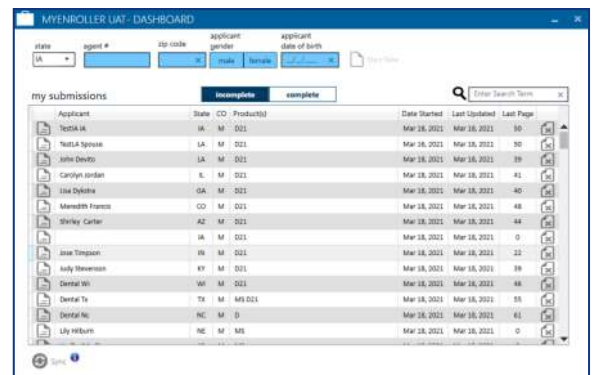 MYENROLLER UAT- DASHBOARD
state agent # zip code applicant gender applicant date of birth
IA male female
my submissions incomplete complete Enter Search Term
Applicant State CO Product(s) Date Started Last Updated Last Page
TestIA IA IA M D21 Mar 18, 2021 Mar 18, 2021 50
TestLA Spouse LA M D21 Mar 18, 2021 Mar 18, 2021 50
John Devito LA M D21 Mar 18, 2021 Mar 18, 2021 39
Carolyn Jordan IL M D21 Mar 18, 2021 Mar 18, 2021 41
Lisa Dykstra GA M D21 Mar 18, 2021 Mar 18, 2021 40
Meredith Francis CO M D21 Mar 18, 2021 Mar 18, 2021 48
Shirley Carter AZ M D21 Mar 18, 2021 Mar 18, 2021 44
IA M D21 Mar 18, 2021 Mar 18, 2021 0
Jose Timpson IN M D21 Mar 18, 2021 Mar 18, 2021 22
Judy Stevenson KY M D21 Mar 18, 2021 Mar 18, 2021 39
Dental Wi WI M D21 Mar 18, 2021 Mar 18, 2021 48
Dental Tx TX M MS D21 Mar 18, 2021 Mar 18, 2021 55
Dental Nc NC M D Mar 18, 2021 Mar 18, 2021 61
Lily Hilburn NE M MS Mar 18, 2021 Mar 18, 2021 0
Sync